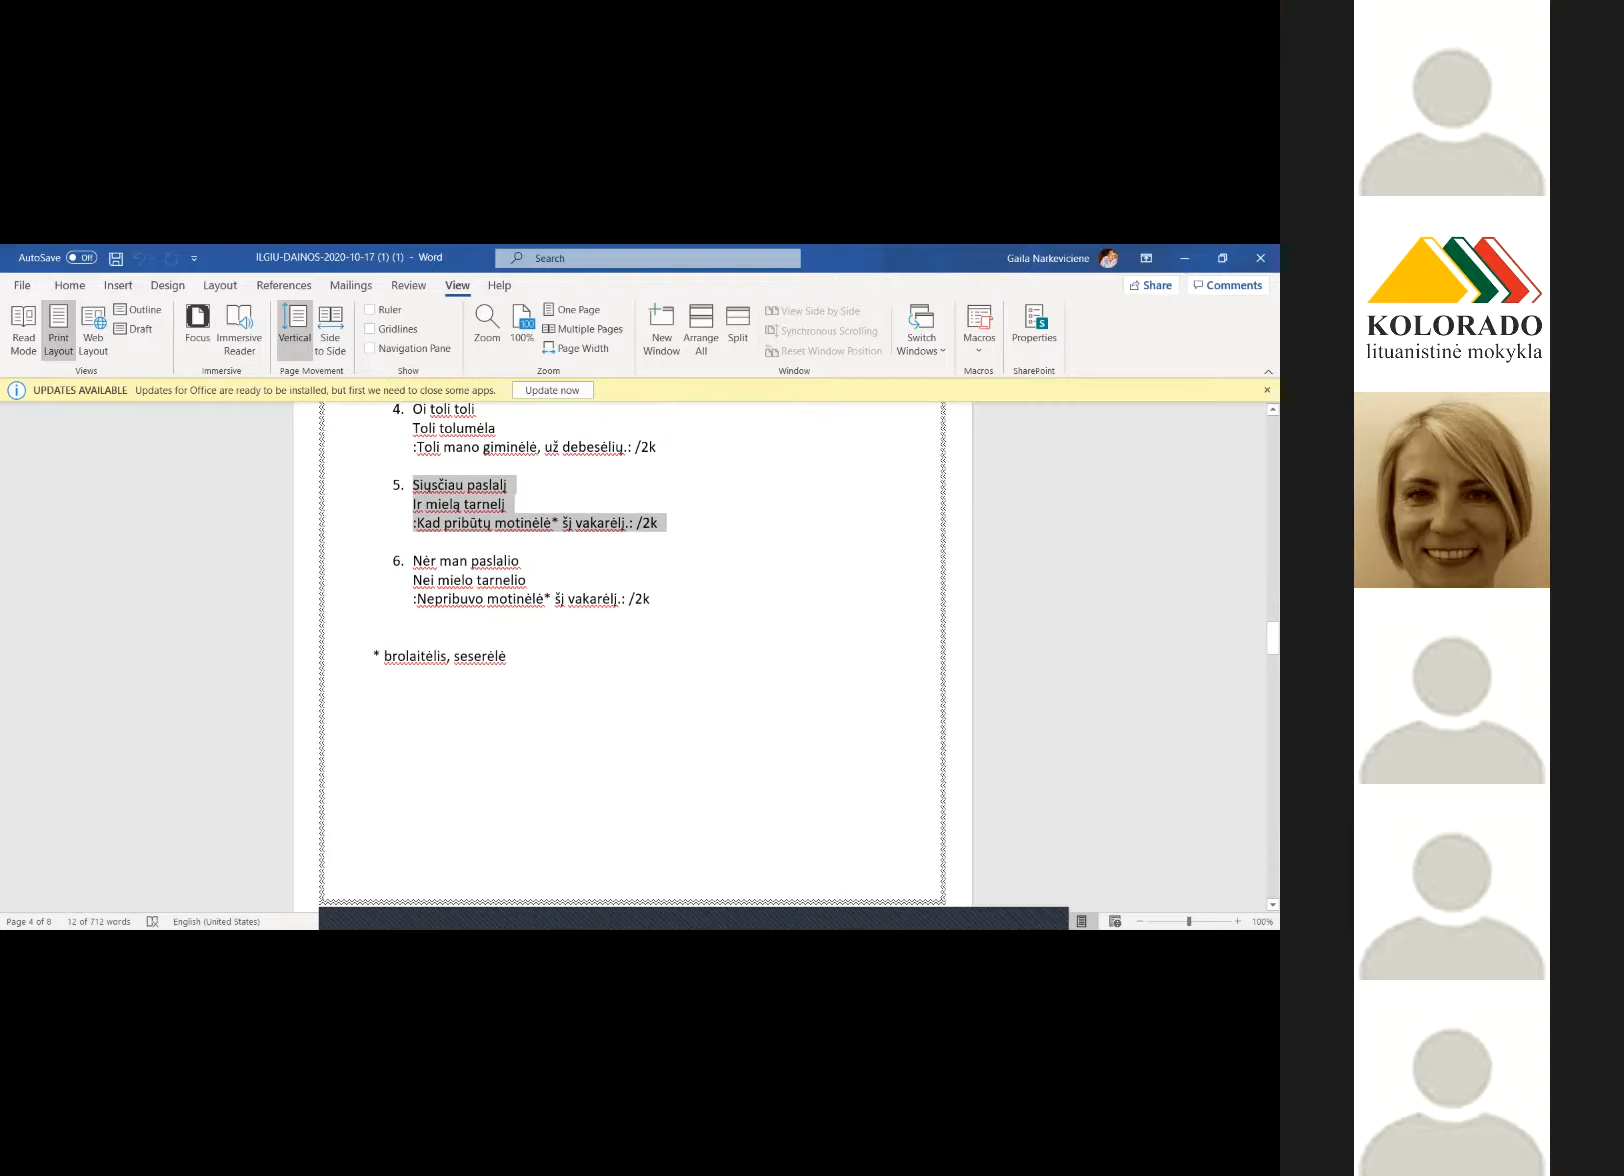 AutoSave Off ILGIU-DAINOS-2020-10-17 (1) (1) - Word Search Gaila Narkeviciene
File Home Insert Design Layout References Mailings Review View Help Share Comments
Read Mode
Print Layout
Web Layout
Outline
Draft
Views
Focus
Immersive Reader
Immersive
Vertical
Side to Side
Page Movement
Ruler
Gridlines
Navigation Pane
Show
Zoom
100
100%
One Page
Multiple Pages
Page Width
Zoom
New Window
Arrange All
Split
View Side by Side
Synchronous Scrolling
Reset Window Position
Switch Windows
Window
Macros
Macros
Properties
SharePoint
UPDATES AVAILABLE Updates for Office are ready to be installed, but first we need to close some apps. Update now
4. Oi toli toli
Toli tolumėla
:Toli mano giminėlė, už debesėlių.: /2k
5. Siųsčiau paslalį
Ir mielą tarnelį
:Kad pribūtų motinėlė* šį vakarėlį.: /2k
6. Nėr man paslalio
Nei mielo tarnelio
:Nepribuvo motinėlė* šį vakarėlį.: /2k
* brolaitėlis, seserėlė
Page 4 of 8 12 of 712 words English (United States) 100%
KOLORADO
lituanistinė mokykla